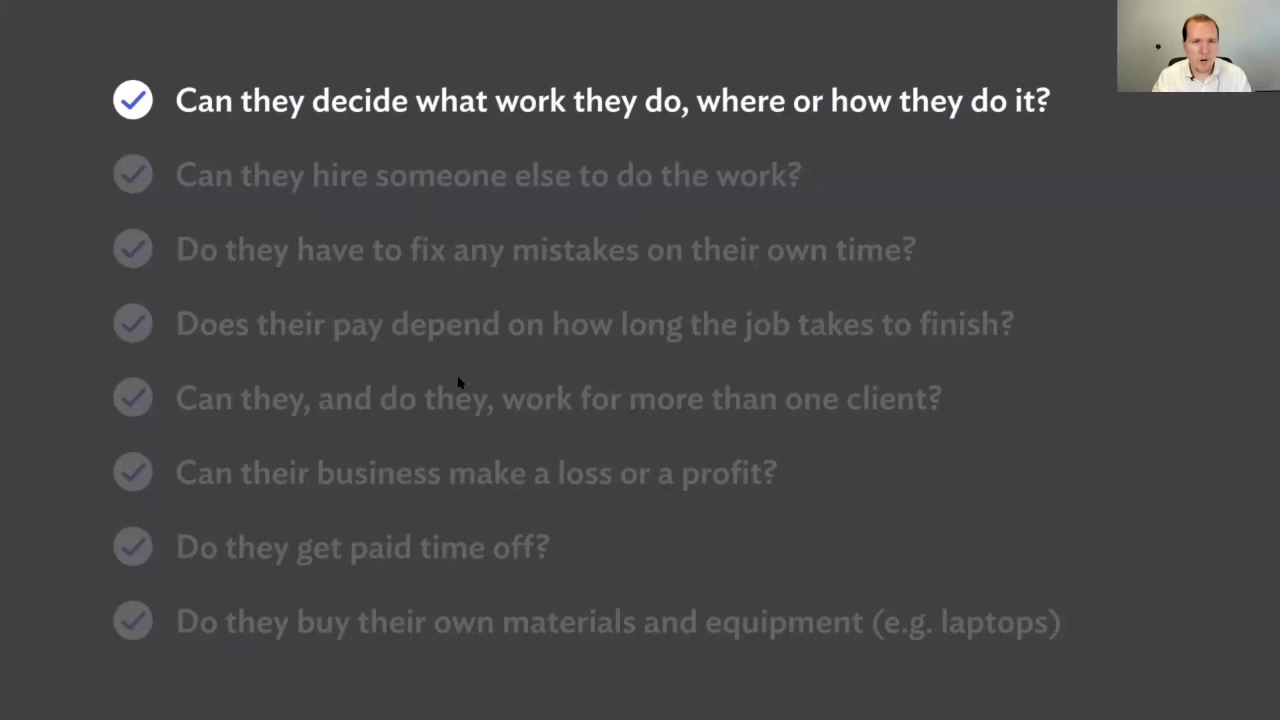 Can they decide what work they do, where or how they do it?
Can they hire someone else to do the work?
Do they have to fix any mistakes on their own time?
Does their pay depend on how long the job takes to finish?
Can they, and do they, work for more than one client?
Can their business make a loss or a profit?
Do they get paid time off?
Do they buy their own materials and equipment (e.g. laptops)